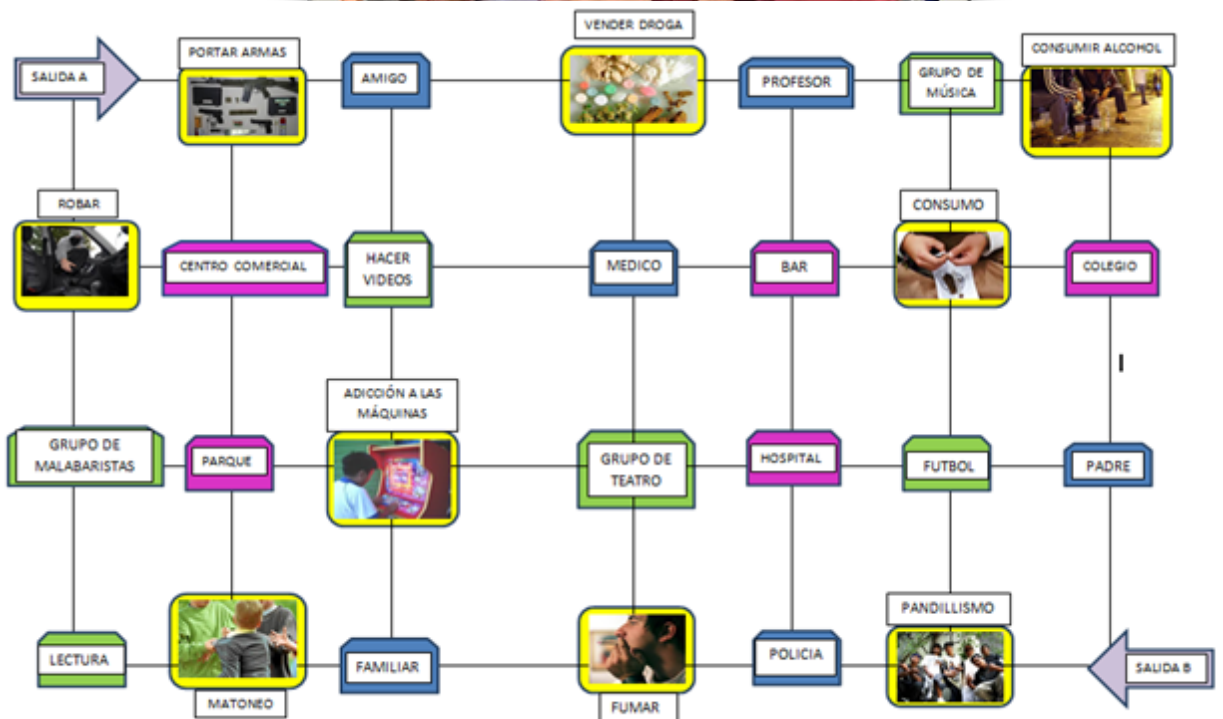 VENDER DROGA
PORTAR ARMAS
CONSUMIR ALCOHOL
SALIDA A
AMIGO
PROFESOR
GRUPO DE
MÚSICA
ROBAR
CONSUMO
CENTRO COMERCIAL
HACER
VIDEOS
MEDICO
BAR
COLEGIO
ADICCIÓN A LAS
MÁQUINAS
GRUPO DE
MALABARISTAS
PARQUE
GRUPO DE
TEATRO
HOSPITAL
FUTBOL
PADRE
PANDILLISMO
LECTURA
FAMILIAR
POLICIA
SALIDA B
MATONEO
FUMAR